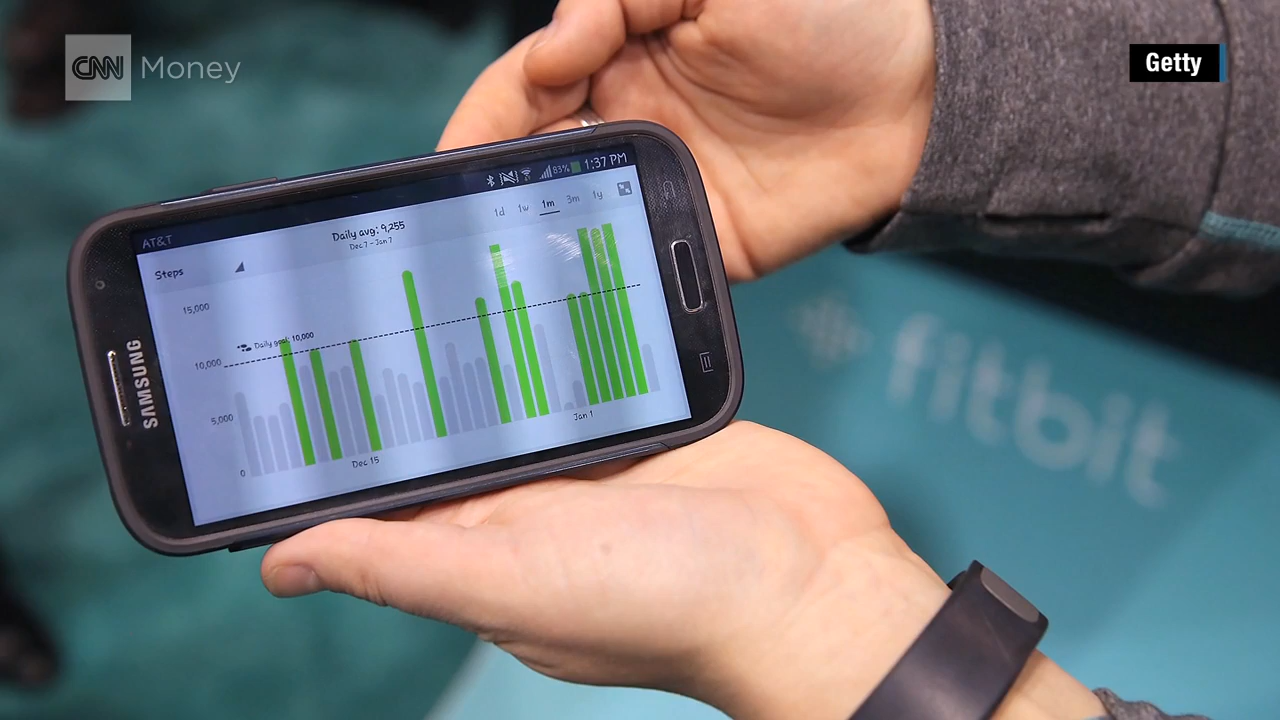 CNN Money
Getty
AT&T
83% 1:37 PM
Steps
Daily avg: 9,255
Dec 7 - Jan 7
1d 1w 1m 3m 1y
15,000
Daily goal: 10,000
10,000
5,000
0
Dec 15
Jan 1
SAMSUNG
fitbit